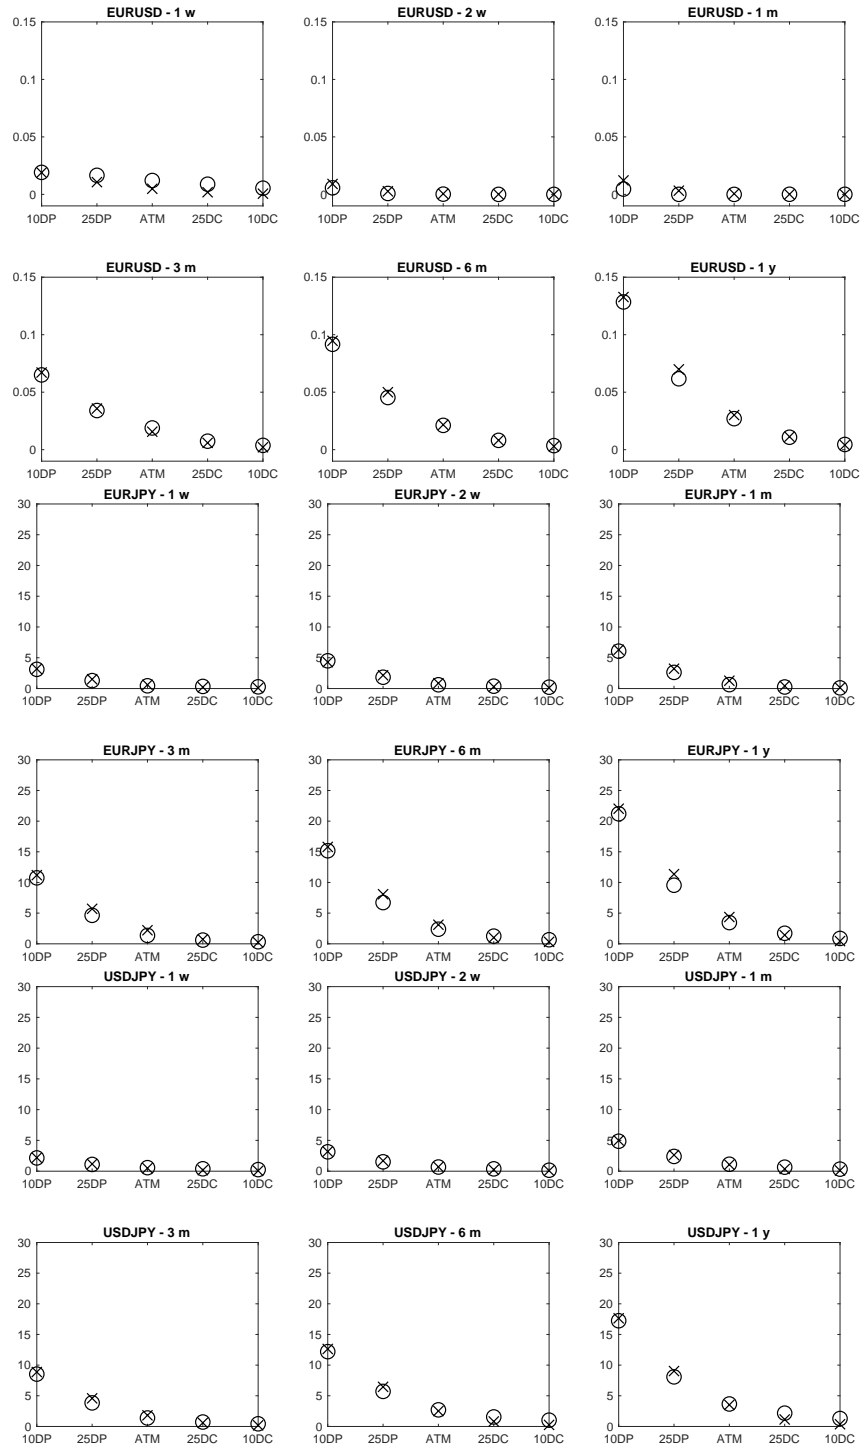 EURUSD - 1 w EURUSD - 2 w EURUSD - 1 m
0.15 0.15 0.15
0.1 0.1 0.1
0.05 0.05 0.05
0 0 0
10DP 25DP ATM 25DC 10DC 10DP 25DP ATM 25DC 10DC 10DP 25DP ATM 25DC 10DC
EURUSD - 3 m EURUSD - 6 m EURUSD - 1 y
0.15 0.15 0.15
0.1 0.1 0.1
0.05 0.05 0.05
0 0 0
10DP 25DP ATM 25DC 10DC 10DP 25DP ATM 25DC 10DC 10DP 25DP ATM 25DC 10DC
EURJPY - 1 w EURJPY - 2 w EURJPY - 1 m
30 30 30
25 25 25
20 20 20
15 15 15
10 10 10
5 5 5
0 0 0
10DP 25DP ATM 25DC 10DC 10DP 25DP ATM 25DC 10DC 10DP 25DP ATM 25DC 10DC
EURJPY - 3 m EURJPY - 6 m EURJPY - 1 y
30 30 30
25 25 25
20 20 20
15 15 15
10 10 10
5 5 5
0 0 0
10DP 25DP ATM 25DC 10DC 10DP 25DP ATM 25DC 10DC 10DP 25DP ATM 25DC 10DC
USDJPY - 1 w USDJPY - 2 w USDJPY - 1 m
30 30 30
25 25 25
20 20 20
15 15 15
10 10 10
5 5 5
0 0 0
10DP 25DP ATM 25DC 10DC 10DP 25DP ATM 25DC 10DC 10DP 25DP ATM 25DC 10DC
USDJPY - 3 m USDJPY - 6 m USDJPY - 1 y
30 30 30
25 25 25
20 20 20
15 15 15
10 10 10
5 5 5
0 0 0
10DP 25DP ATM 25DC 10DC 10DP 25DP ATM 25DC 10DC 10DP 25DP ATM 25DC 10DC